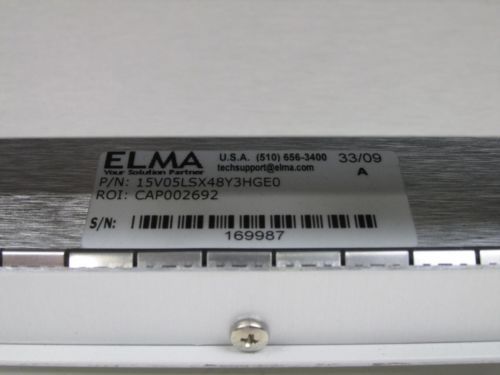 ELMA U.S.A. (510) 656-3400 33/09
Your Solution Partner techsupport@elma.com A
P/N: 15V05LSX48Y3HGE0
ROI: CAP002692
S/N:
169987